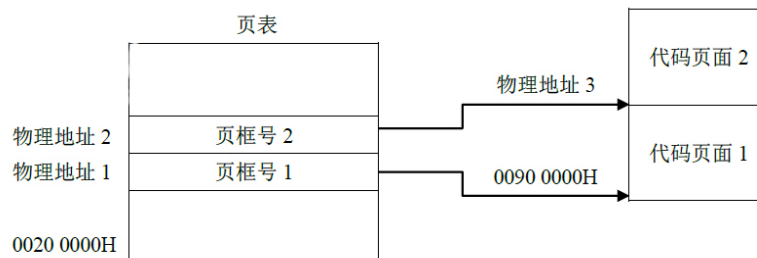 页表
代码页面 2
物理地址 3
物理地址 2
页框号 2
代码页面 1
物理地址 1
页框号 1
0090 0000H
0020 0000H